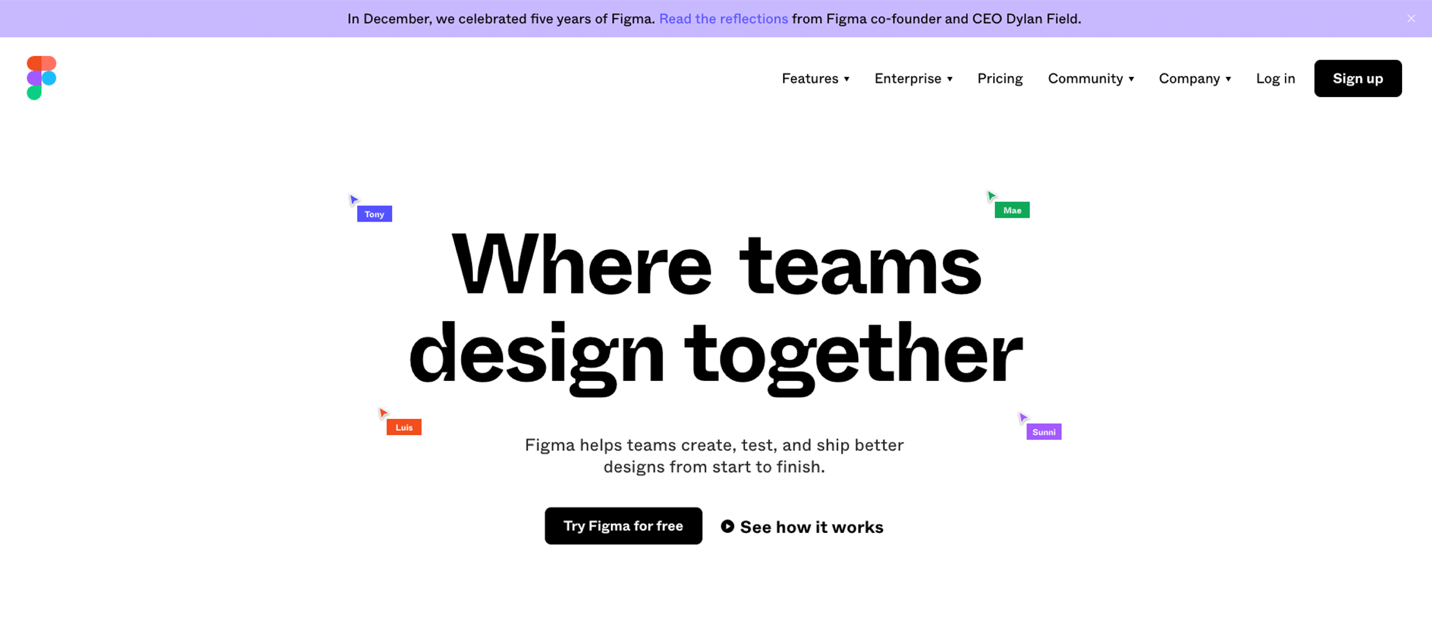 In December, we celebrated five years of Figma. Read the reflections from Figma co-founder and CEO Dylan Field.
Features ▾ Enterprise ▾ Pricing Community ▾ Company ▾ Log in Sign up
Tony
Mae
Where teams
design together
Luis
Sunni
Figma helps teams create, test, and ship better
designs from start to finish.
Try Figma for free See how it works